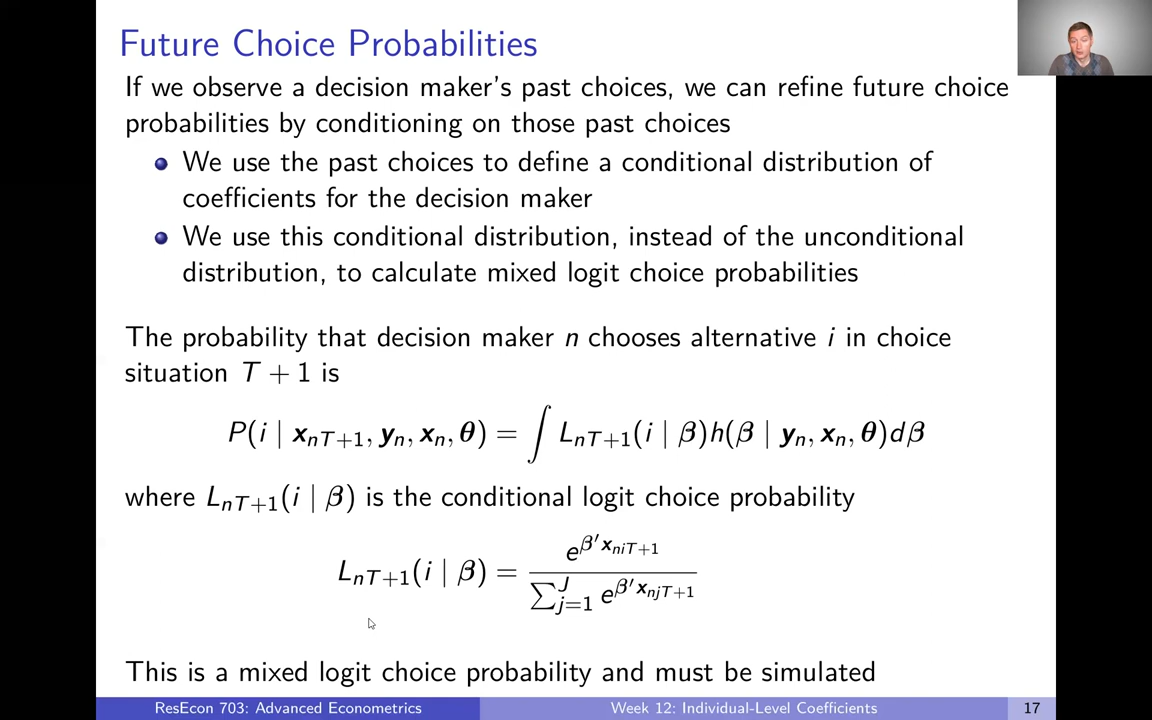 Future Choice Probabilities
If we observe a decision maker's past choices, we can refine future choice
probabilities by conditioning on those past choices
We use the past choices to define a conditional distribution of
coefficients for the decision maker
We use this conditional distribution, instead of the unconditional
distribution, to calculate mixed logit choice probabilities
The probability that decision maker n chooses alternative i in choice
situation T + 1 is
P(i | x_{nT+1}, y_n, x_n, θ) = ∫ L_{nT+1}(i | β)h(β | y_n, x_n, θ)dβ
where L_{nT+1}(i | β) is the conditional logit choice probability
L_{nT+1}(i | β) = e^{β′x_{niT+1}} / ∑_{j=1}^{J} e^{β′x_{njT+1}}
This is a mixed logit choice probability and must be simulated
ResEcon 703: Advanced Econometrics Week 12: Individual-Level Coefficients 17